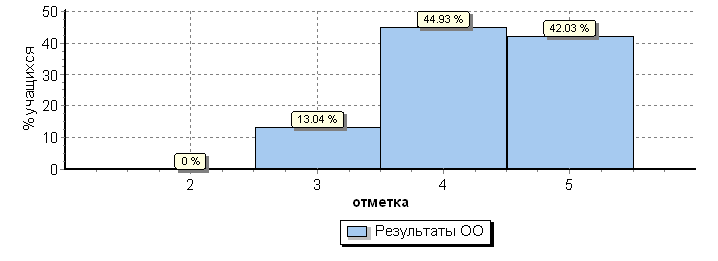 % учащихся
50
40
30
20
10
0
0 %
13.04 %
44.93 %
42.03 %
2 3 4 5
отметка
Результаты ОО